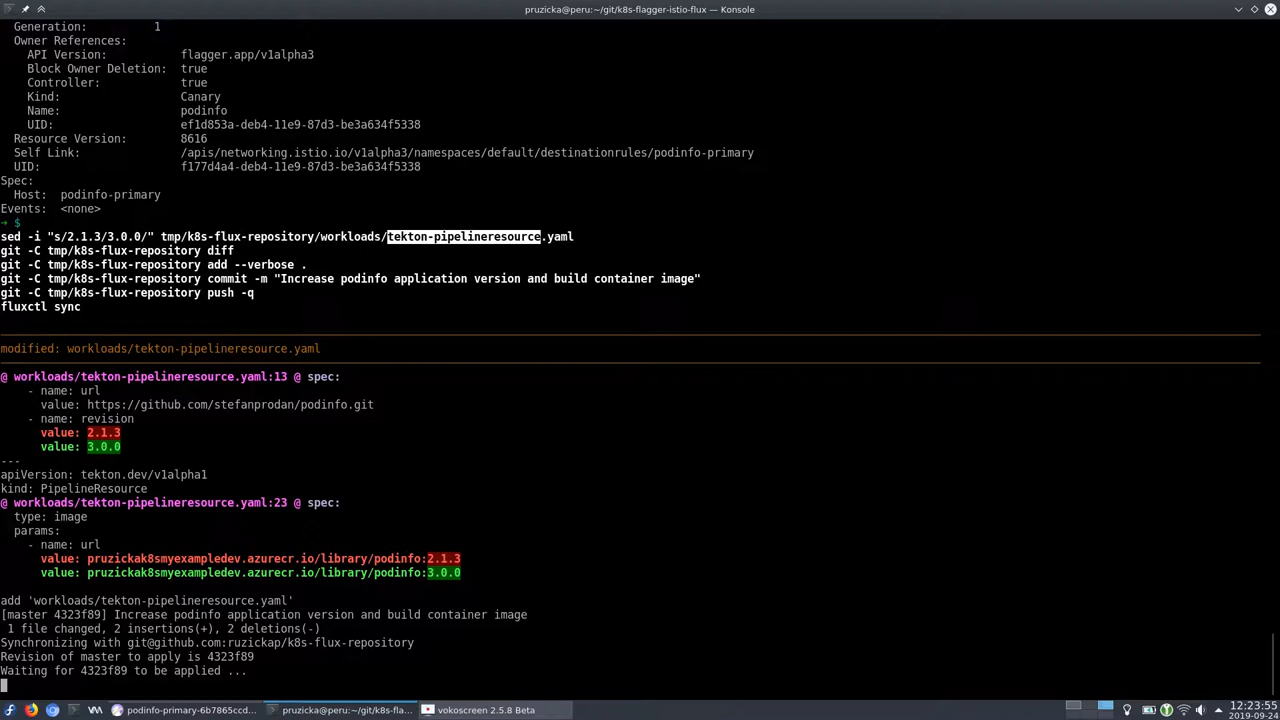 pruzicka@peru:~/git/k8s-flagger-istio-flux — Konsole
Generation: 1
Owner References:
API Version: flagger.app/v1alpha3
Block Owner Deletion: true
Controller: true
Kind: Canary
Name: podinfo
UID: ef1d853a-deb4-11e9-87d3-be3a634f5338
Resource Version: 8616
Self Link: /apis/networking.istio.io/v1alpha3/namespaces/default/destinationrules/podinfo-primary
UID: f177d4a4-deb4-11e9-87d3-be3a634f5338
Spec:
Host: podinfo-primary
Events: <none>
→ $
sed -i "s/2.1.3/3.0.0/" tmp/k8s-flux-repository/workloads/tekton-pipelineresource.yaml
git -C tmp/k8s-flux-repository diff
git -C tmp/k8s-flux-repository add --verbose .
git -C tmp/k8s-flux-repository commit -m "Increase podinfo application version and build container image"
git -C tmp/k8s-flux-repository push -q
fluxctl sync
modified: workloads/tekton-pipelineresource.yaml
@ workloads/tekton-pipelineresource.yaml:13 @ spec:
- name: url
value: https://github.com/stefanprodan/podinfo.git
- name: revision
value: 2.1.3
value: 3.0.0
---
apiVersion: tekton.dev/v1alpha1
kind: PipelineResource
@ workloads/tekton-pipelineresource.yaml:23 @ spec:
type: image
params:
- name: url
value: pruzickak8smyexampledev.azurecr.io/library/podinfo:2.1.3
value: pruzickak8smyexampledev.azurecr.io/library/podinfo:3.0.0
add 'workloads/tekton-pipelineresource.yaml'
[master 4323f89] Increase podinfo application version and build container image
1 file changed, 2 insertions(+), 2 deletions(-)
Synchronizing with git@github.com:ruzickap/k8s-flux-repository
Revision of master to apply is 4323f89
Waiting for 4323f89 to be applied ...
podinfo-primary-6b7865ccd... pruzicka@peru:~/git/k8s-fla... vokoscreen 2.5.8 Beta 12:23:55
2019-09-24